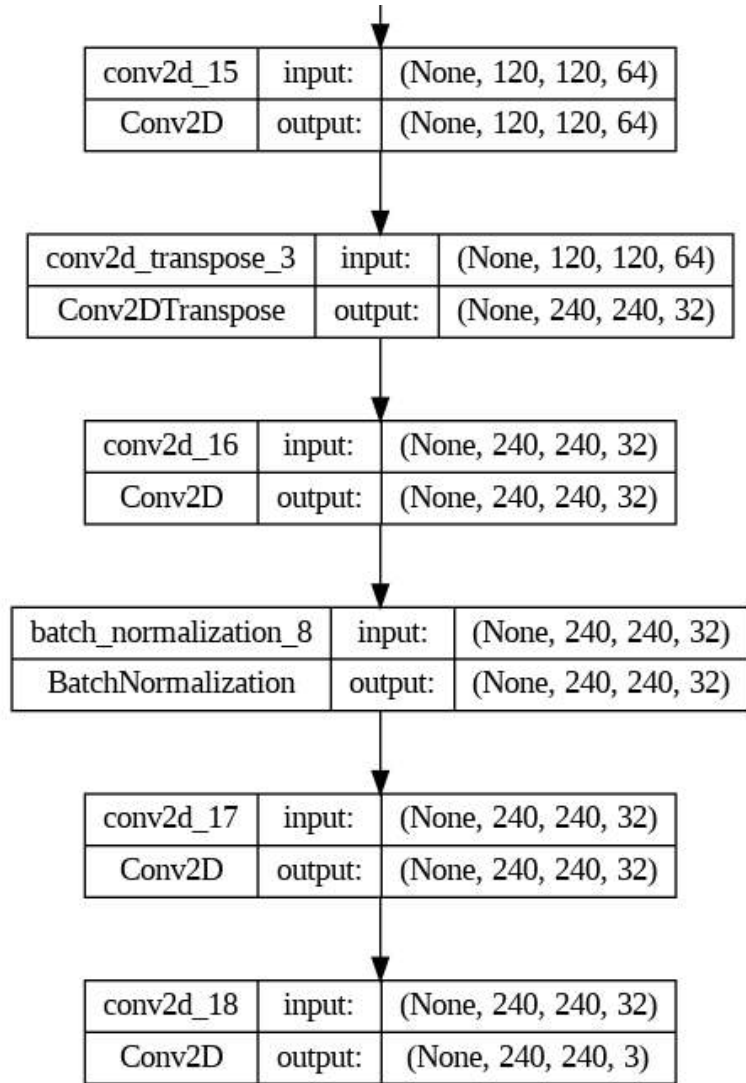 conv2d_15 input: (None, 120, 120, 64)
Conv2D output: (None, 120, 120, 64)
conv2d_transpose_3 input: (None, 120, 120, 64)
Conv2DTranspose output: (None, 240, 240, 32)
conv2d_16 input: (None, 240, 240, 32)
Conv2D output: (None, 240, 240, 32)
batch_normalization_8 input: (None, 240, 240, 32)
BatchNormalization output: (None, 240, 240, 32)
conv2d_17 input: (None, 240, 240, 32)
Conv2D output: (None, 240, 240, 32)
conv2d_18 input: (None, 240, 240, 32)
Conv2D output: (None, 240, 240, 3)